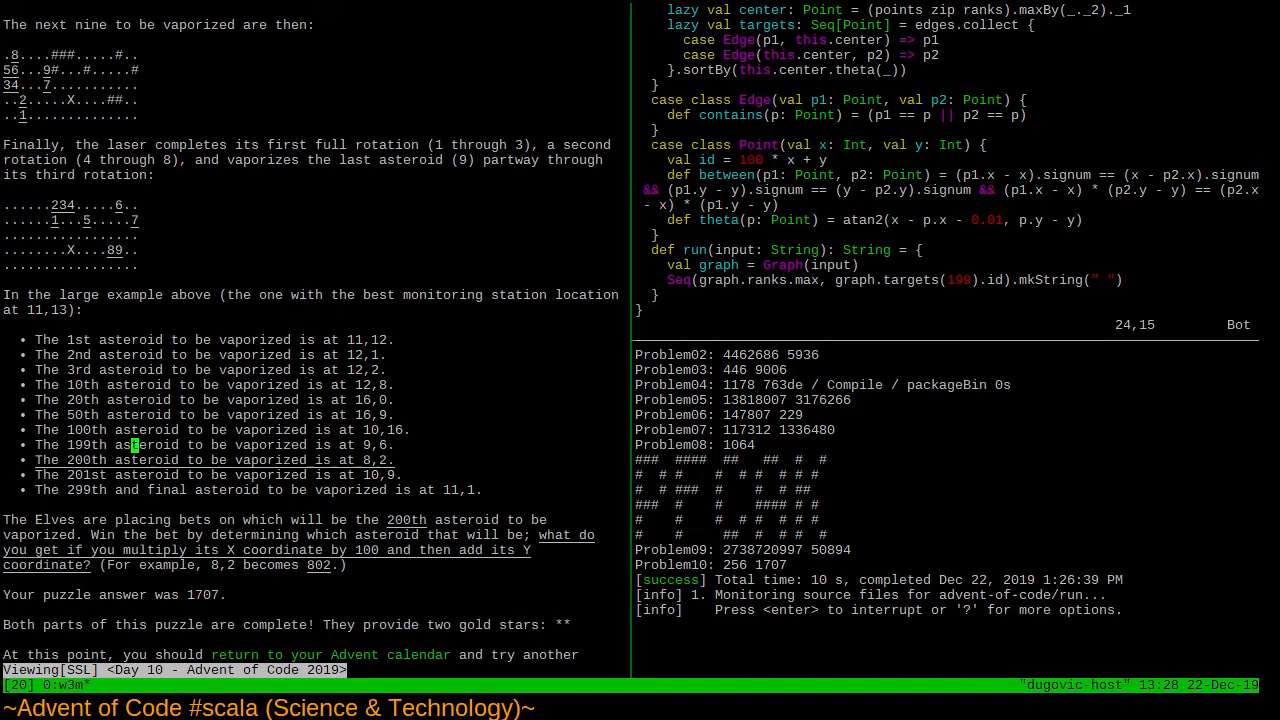 The next nine to be vaporized are then:
.8....###.....#..
56...9#...#.....#
34...7...........
..2.....X....##..
..1..............
Finally, the laser completes its first full rotation (1 through 3), a second
rotation (4 through 8), and vaporizes the last asteroid (9) partway through
its third rotation:
......234.....6..
......1...5.....7
.................
........X....89..
.................
In the large example above (the one with the best monitoring station location
at 11,13):
• The 1st asteroid to be vaporized is at 11,12.
• The 2nd asteroid to be vaporized is at 12,1.
• The 3rd asteroid to be vaporized is at 12,2.
• The 10th asteroid to be vaporized is at 12,8.
• The 20th asteroid to be vaporized is at 16,0.
• The 50th asteroid to be vaporized is at 16,9.
• The 100th asteroid to be vaporized is at 10,16.
• The 199th asteroid to be vaporized is at 9,6.
• The 200th asteroid to be vaporized is at 8,2.
• The 201st asteroid to be vaporized is at 10,9.
• The 299th and final asteroid to be vaporized is at 11,1.
The Elves are placing bets on which will be the 200th asteroid to be
vaporized. Win the bet by determining which asteroid that will be; what do
you get if you multiply its X coordinate by 100 and then add its Y
coordinate? (For example, 8,2 becomes 802.)
Your puzzle answer was 1707.
Both parts of this puzzle are complete! They provide two gold stars: **
At this point, you should return to your Advent calendar and try another
Viewing[SSL] <Day 10 - Advent of Code 2019>
lazy val center: Point = (points zip ranks).maxBy(_._2)._1
lazy val targets: Seq[Point] = edges.collect {
case Edge(p1, this.center) => p1
case Edge(this.center, p2) => p2
}.sortBy(this.center.theta(_))
}
case class Edge(val p1: Point, val p2: Point) {
def contains(p: Point) = (p1 == p || p2 == p)
}
case class Point(val x: Int, val y: Int) {
val id = 100 * x + y
def between(p1: Point, p2: Point) = (p1.x - x).signum == (x - p2.x).signum
&& (p1.y - y).signum == (y - p2.y).signum && (p1.x - x) * (p2.y - y) == (p2.x
- x) * (p1.y - y)
def theta(p: Point) = atan2(x - p.x - 0.01, p.y - y)
}
def run(input: String): String = {
val graph = Graph(input)
Seq(graph.ranks.max, graph.targets(199).id).mkString(" ")
}
}
24,15 Bot
Problem02: 4462686 5936
Problem03: 446 9006
Problem04: 1178 763de / Compile / packageBin 0s
Problem05: 13818007 3176266
Problem06: 147807 229
Problem07: 117312 1336480
Problem08: 1064
###  ####  ##   ##  #  #
#  # #    #  # #  # # #
#  # ###  #    #  # ##
###  #    #    #### # #
#    #    #  # #  # # #
#    #     ##  #  # #  #
Problem09: 2738720997 50894
Problem10: 256 1707
[success] Total time: 10 s, completed Dec 22, 2019 1:26:39 PM
[info] 1. Monitoring source files for advent-of-code/run...
[info]    Press <enter> to interrupt or '?' for more options.
[20] 0:w3m* "dugovic-host" 13:28 22-Dec-19
~Advent of Code #scala (Science & Technology)~